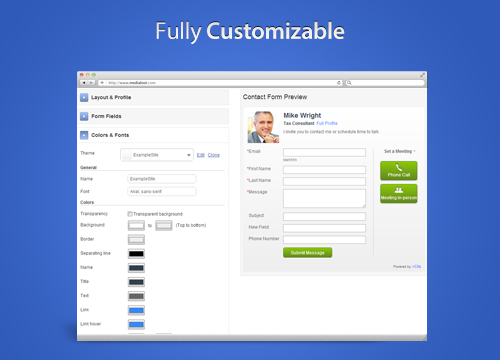 Fully Customizable
http://www.medialoot.com
Layout & Profile
Form Fields
Colors & Fonts
Theme
ExampleSite
Edit
Clone
General
Name
ExampleSite
Font
Arial, sans-serif
Colors
Transparency
Transparent background
Background
to
(Top to bottom)
Border
Separating line
Name
Title
Text
Link
Link hover
Contact Form Preview
Mike Wright
Tax Consultant Full Profile
I invite you to contact me or schedule time to talk.
*Email
*First Name
*Last Name
*Message
Subject
New Field
Phone Number
Submit Message
Set a Meeting
Phone Call
Meeting in-person
Powered by vCita